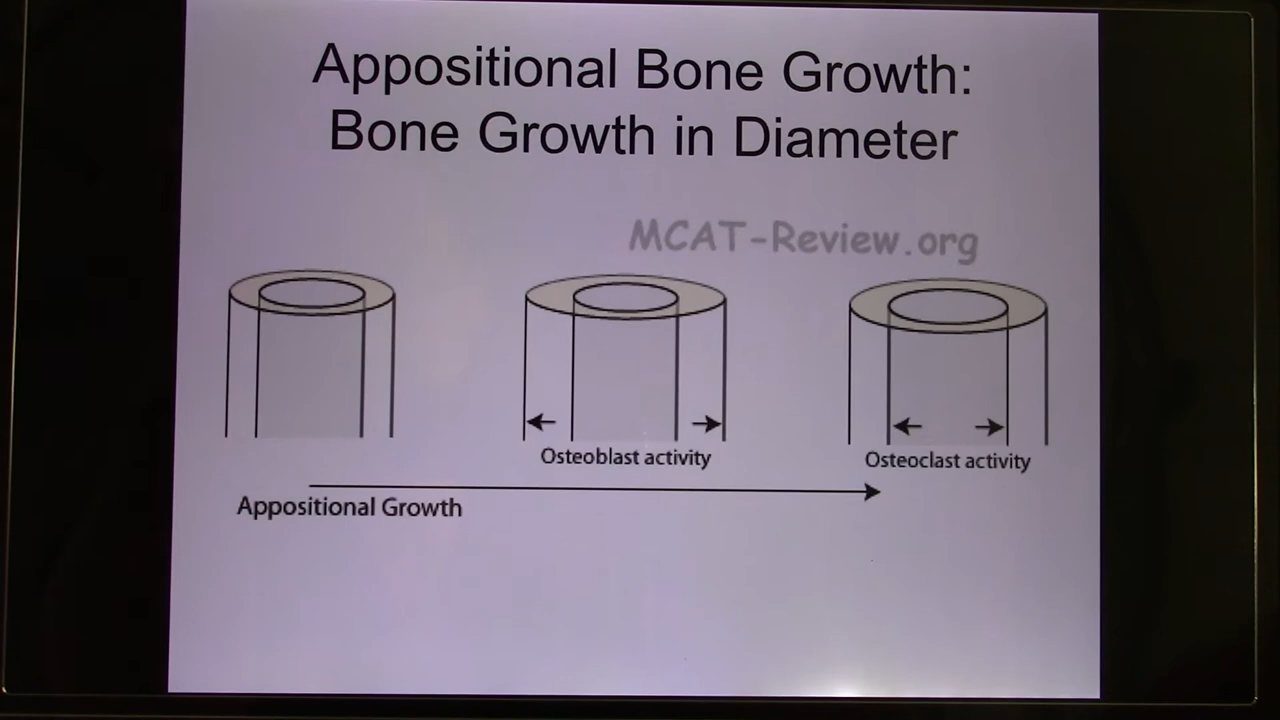 Appositional Bone Growth:
Bone Growth in Diameter
MCAT-Review.org
Osteoblast activity
Osteoclast activity
Appositional Growth